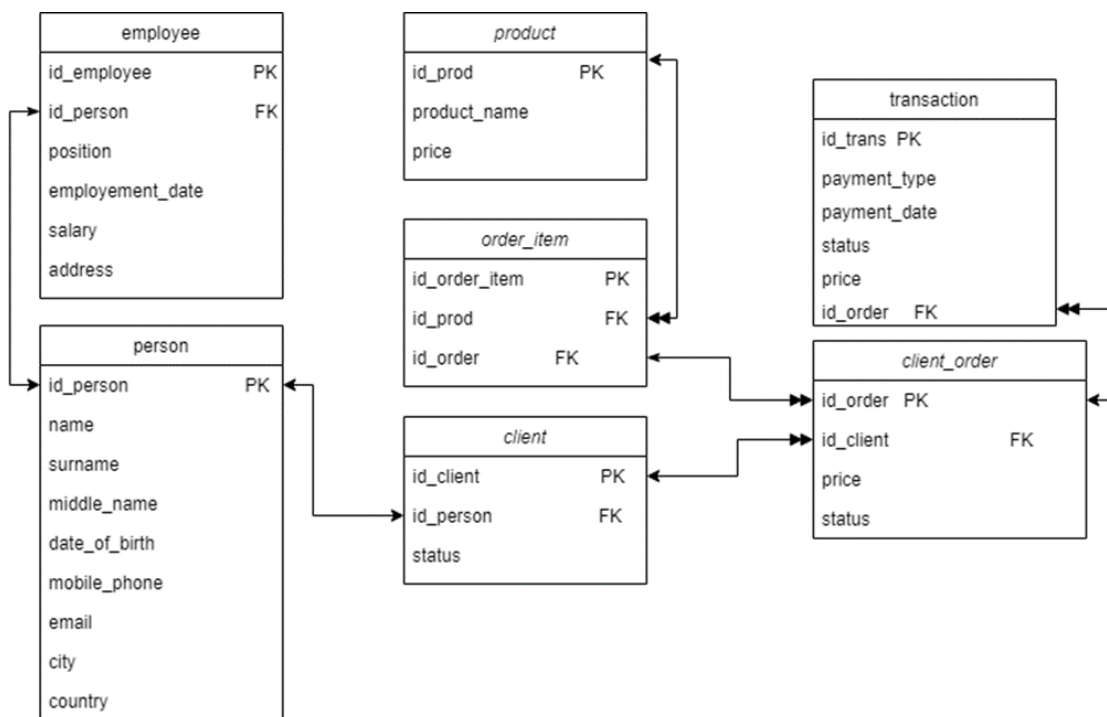 employee
id_employee PK
id_person FK
position
employement_date
salary
address
person
id_person PK
name
surname
middle_name
date_of_birth
mobile_phone
email
city
country
product
id_prod PK
product_name
price
order_item
id_order_item PK
id_prod FK
id_order FK
client
id_client PK
id_person FK
status
transaction
id_trans PK
payment_type
payment_date
status
price
id_order FK
client_order
id_order PK
id_client FK
price
status